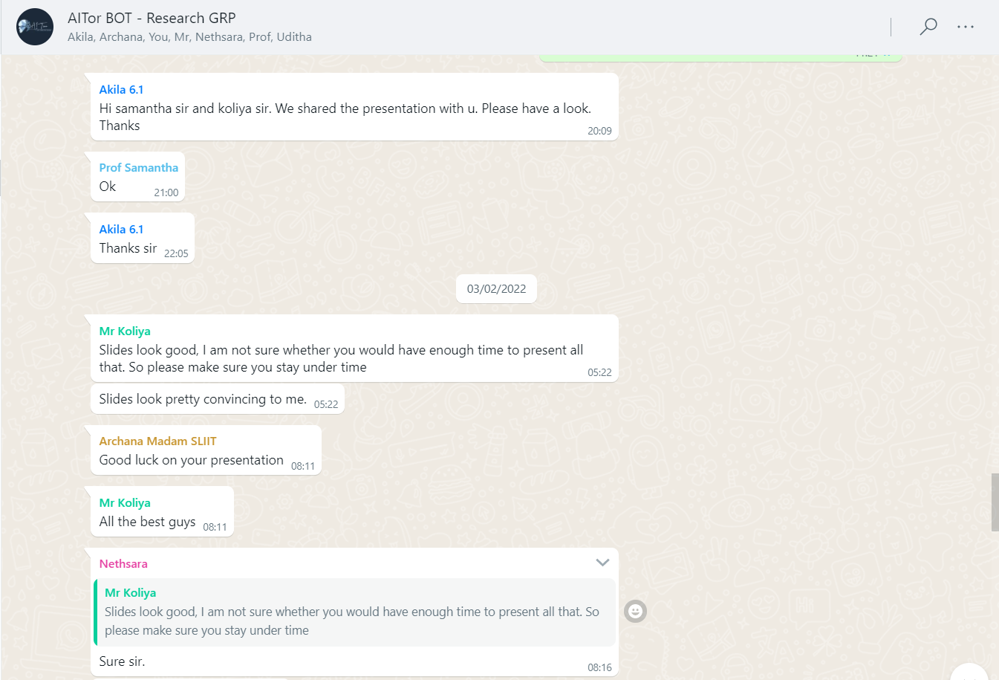 AITor BOT - Research GRP
Akila, Archana, You, Mr, Nethsara, Prof, Uditha
Akila 6.1
Hi samantha sir and koliya sir. We shared the presentation with u. Please have a look.
Thanks
20:09
Prof Samantha
Ok
21:00
Akila 6.1
Thanks sir
22:05
03/02/2022
Mr Koliya
Slides look good, I am not sure whether you would have enough time to present all
that. So please make sure you stay under time
05:22
Slides look pretty convincing to me.
05:22
Archana Madam SLIIT
Good luck on your presentation
08:11
Mr Koliya
All the best guys
08:11
Nethsara
Mr Koliya
Slides look good, I am not sure whether you would have enough time to present all that. So
please make sure you stay under time
Sure sir.
08:16